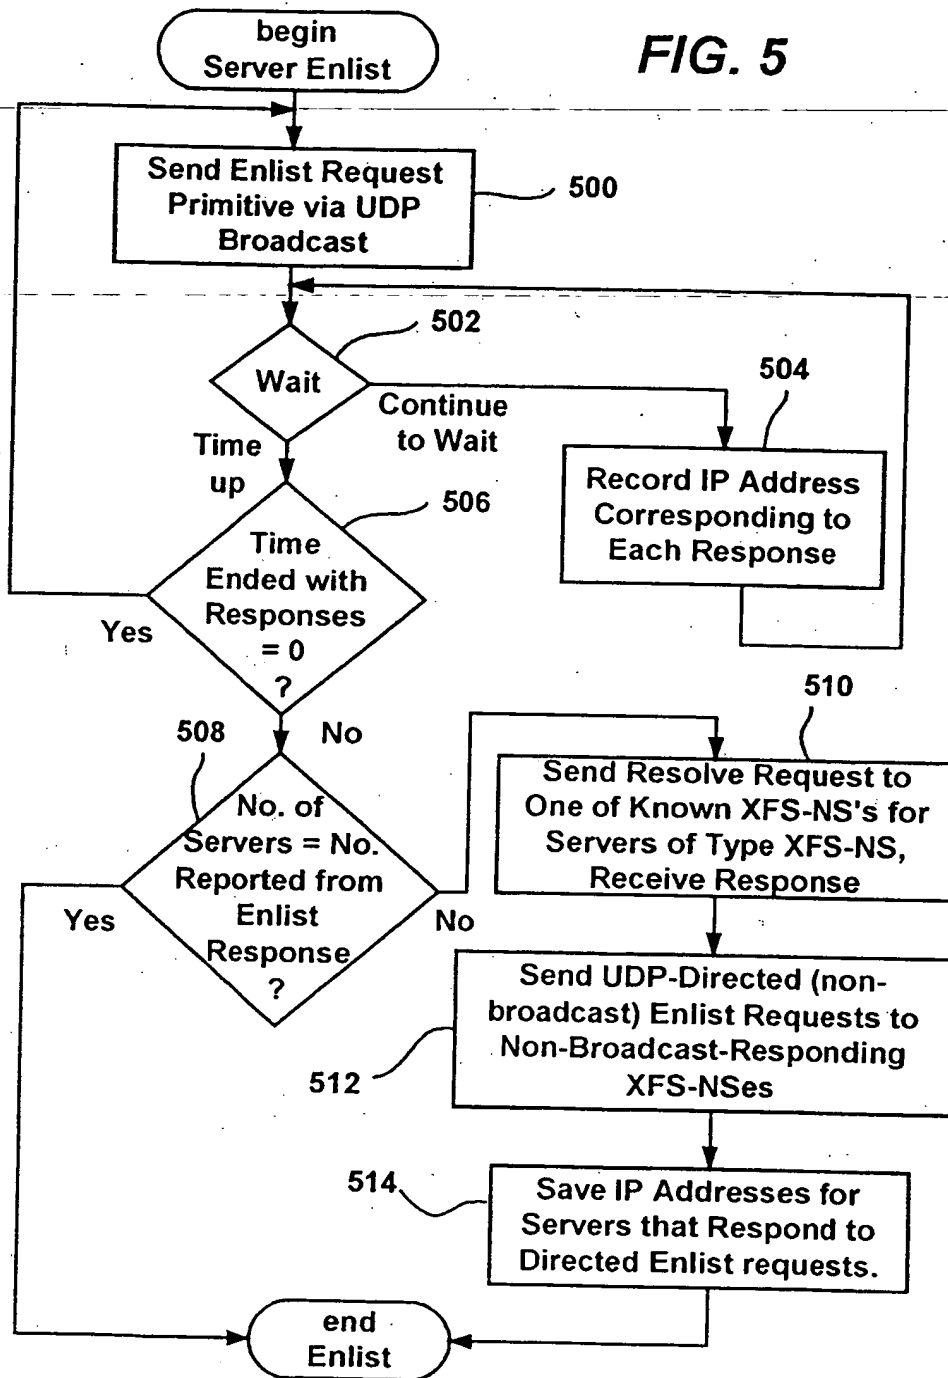 begin
Server Enlist
FIG. 5
Send Enlist Request
Primitive via UDP
Broadcast
500
502
Wait
Continue
to Wait
504
Time
up
Record IP Address
Corresponding to
Each Response
506
Time
Ended with
Responses
= 0
?
Yes
No
508
510
No. of
Servers = No.
Reported from
Enlist
Response
?
Yes
No
Send Resolve Request to
One of Known XFS-NS's for
Servers of Type XFS-NS,
Receive Response
Send UDP-Directed (non-
broadcast) Enlist Requests to
Non-Broadcast-Responding
XFS-NSes
512
514
Save IP Addresses for
Servers that Respond to
Directed Enlist requests.
end
Enlist